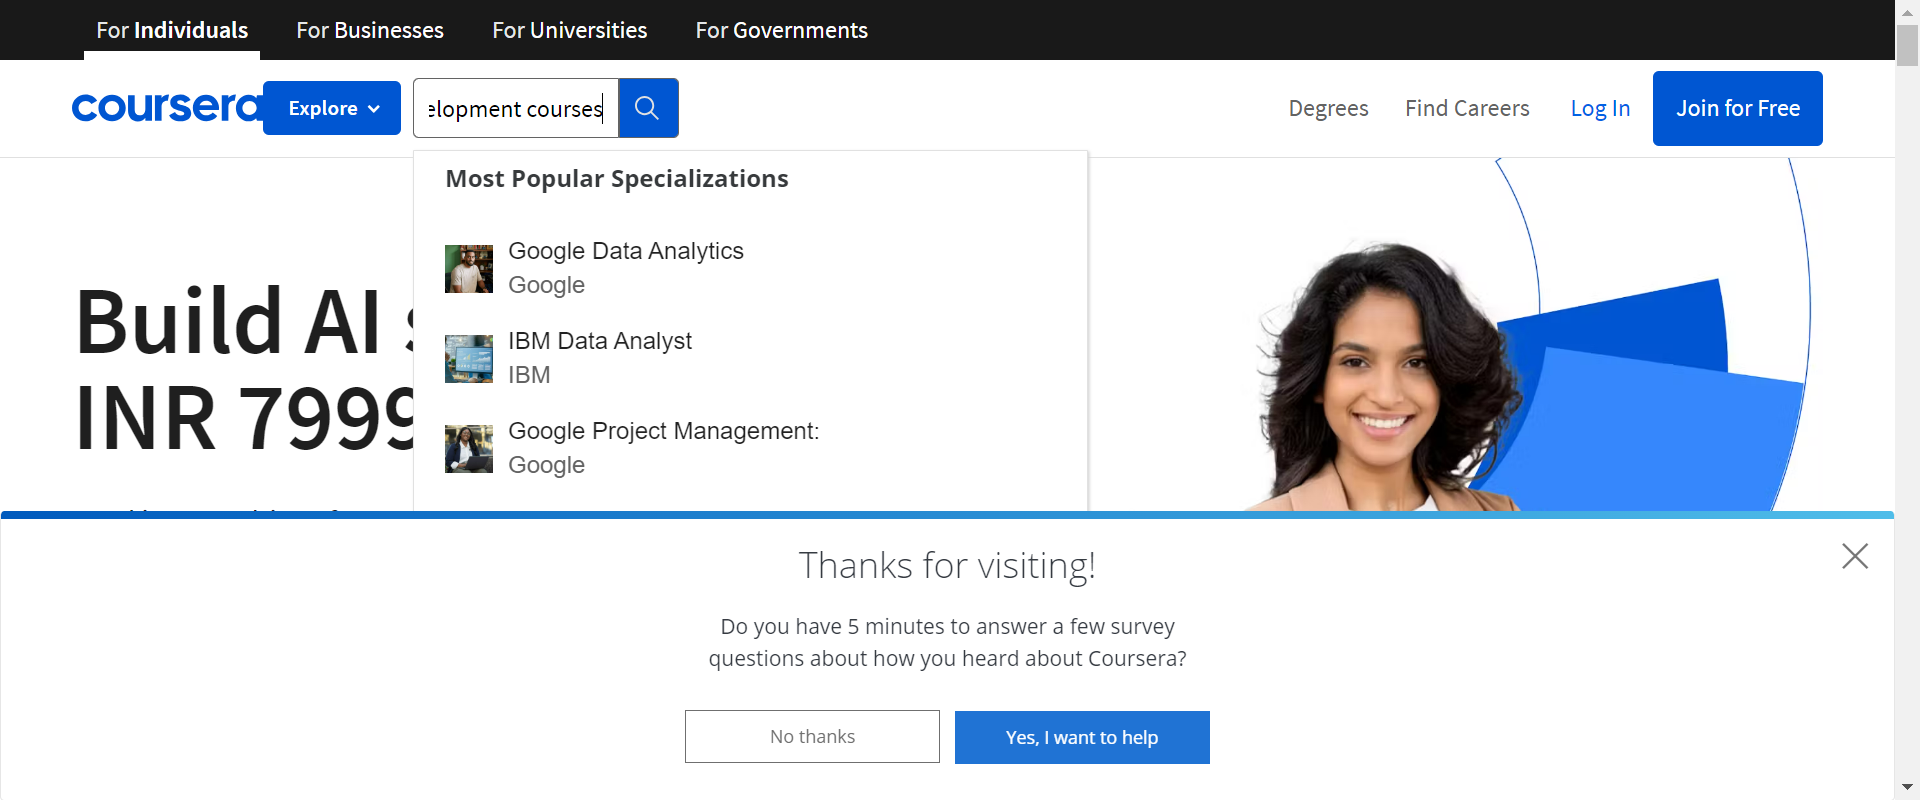 For Individuals
For Businesses
For Universities
For Governments
coursera
Explore
elopment courses
Degrees
Find Careers
Log In
Join for Free
Most Popular Specializations
Google Data Analytics
Google
IBM Data Analyst
IBM
Google Project Management:
Google
Build AI
INR 7999
Thanks for visiting!
Do you have 5 minutes to answer a few survey
questions about how you heard about Coursera?
No thanks
Yes, I want to help